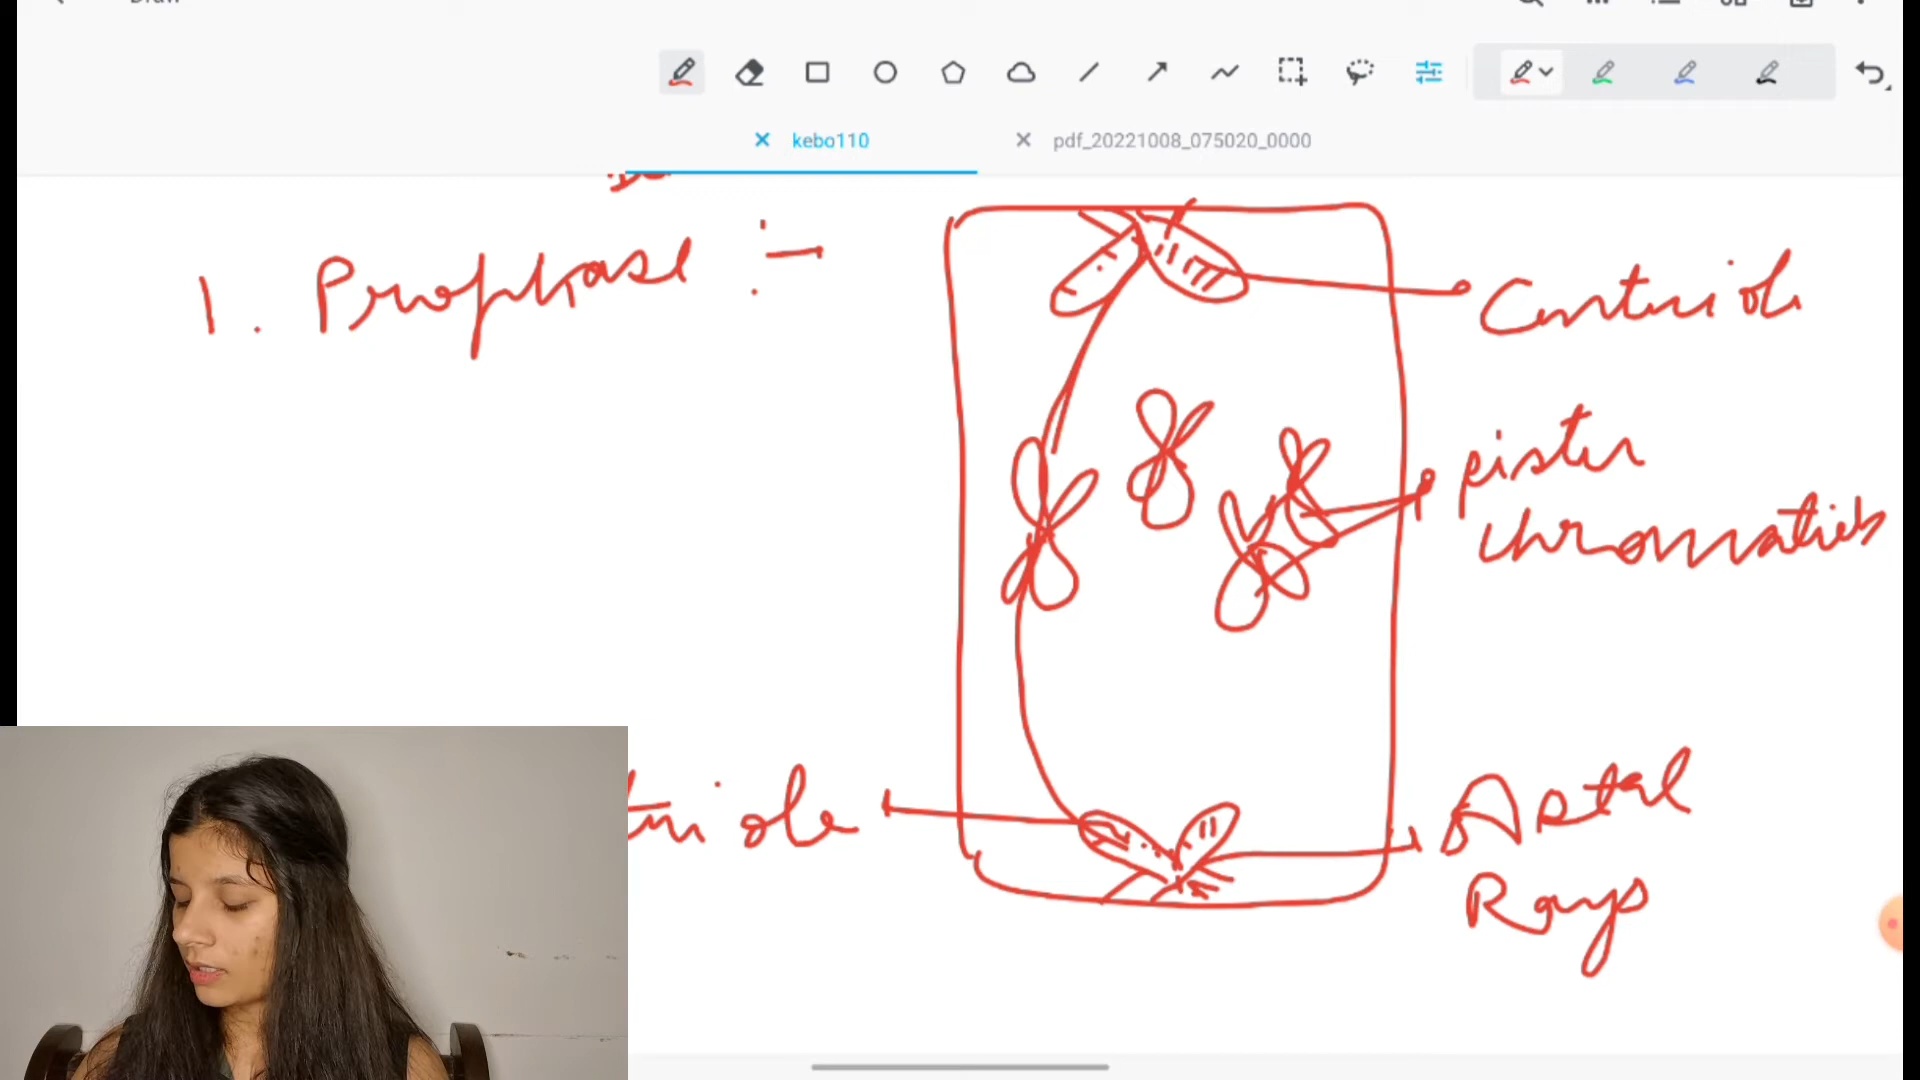 kebo110
pdf_20221008_075020_0000
1. Prophase :-
Centriole
sister
chromatids
triole
Astral
Rays